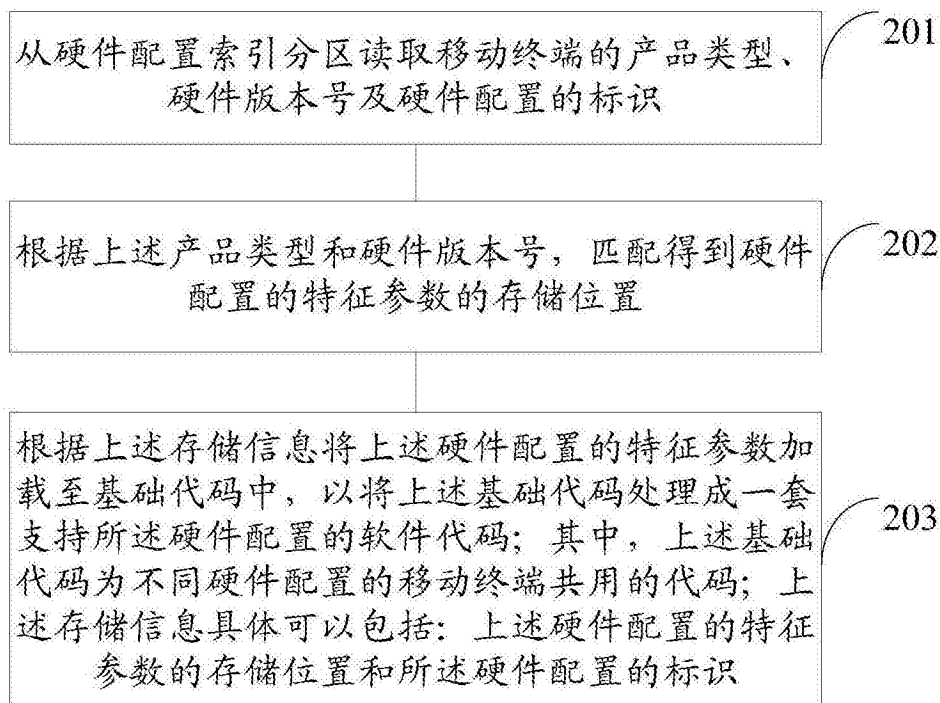 从硬件配置索引分区读取移动终端的产品类型、
硬件版本号及硬件配置的标识
201
根据上述产品类型和硬件版本号，匹配得到硬件
配置的特征参数的存储位置
202
根据上述存储信息将上述硬件配置的特征参数加
载至基础代码中，以将上述基础代码处理成一套
支持所述硬件配置的软件代码；其中，上述基础
代码为不同硬件配置的移动终端共用的代码；上
述存储信息具体可以包括：上述硬件配置的特征
参数的存储位置和所述硬件配置的标识
203